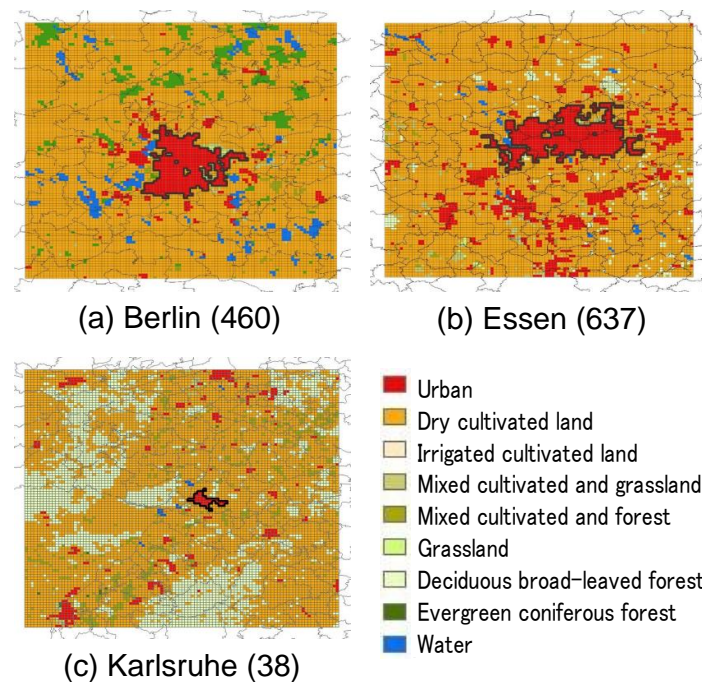 (a) Berlin (460)
(b) Essen (637)
(c) Karlsruhe (38)
Urban
Dry cultivated land
Irrigated cultivated land
Mixed cultivated and grassland
Mixed cultivated and forest
Grassland
Deciduous broad-leaved forest
Evergreen coniferous forest
Water